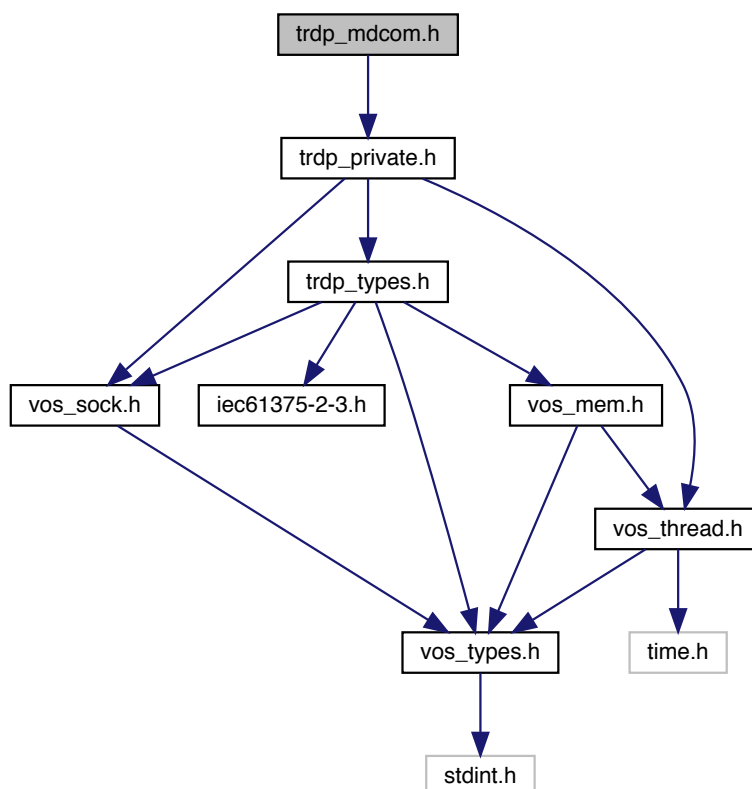 trdp_mdcom.h
trdp_private.h
trdp_types.h
vos_sock.h
iec61375-2-3.h
vos_mem.h
vos_thread.h
vos_types.h
time.h
stdint.h